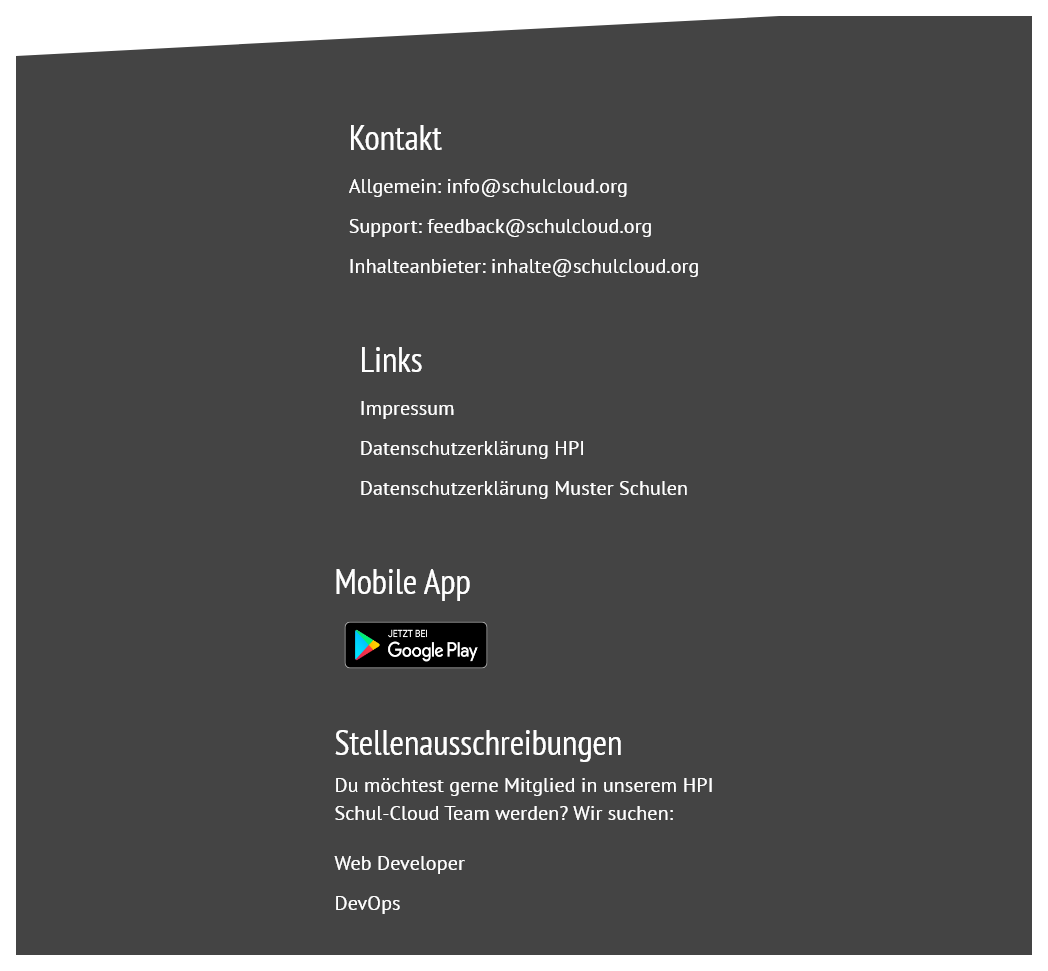 Kontakt
Allgemein: info@schulcloud.org
Support: feedback@schulcloud.org
Inhalteanbieter: inhalte@schulcloud.org
Links
Impressum
Datenschutzerklärung HPI
Datenschutzerklärung Muster Schulen
Mobile App
JETZT BEI
Google Play
Stellenausschreibungen
Du möchtest gerne Mitglied in unserem HPI
Schul-Cloud Team werden? Wir suchen:
Web Developer
DevOps